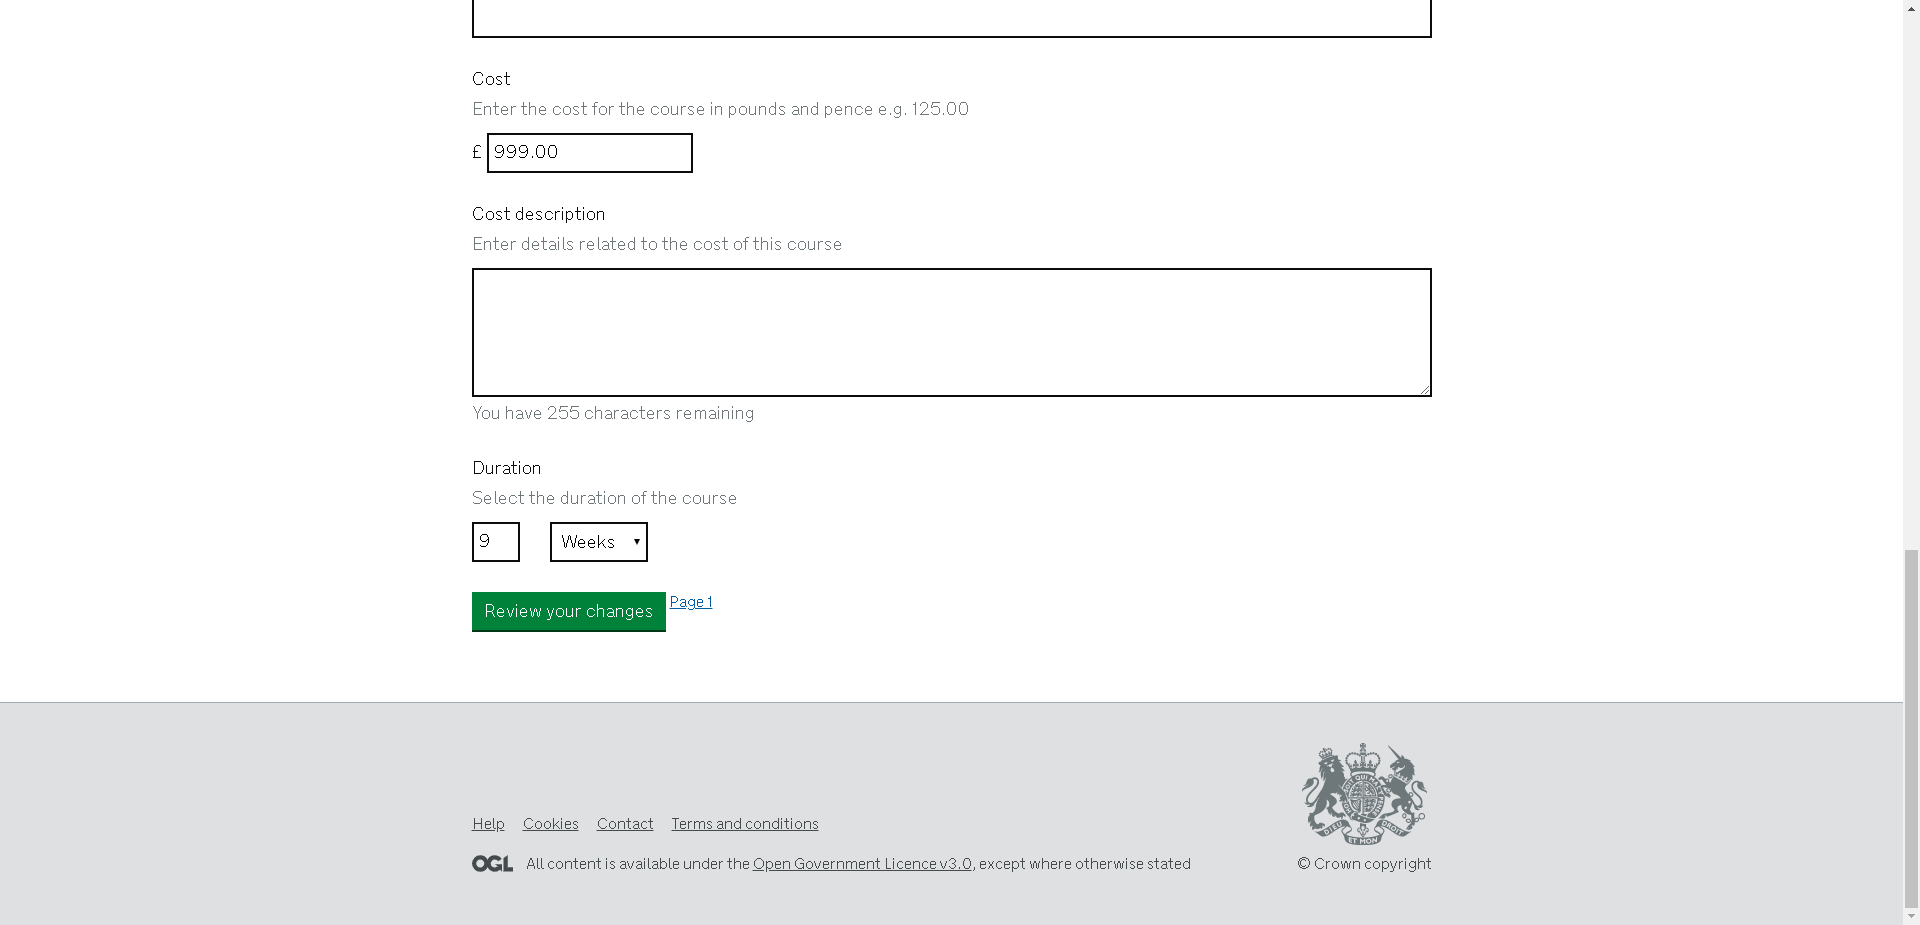 Cost
Enter the cost for the course in pounds and pence e.g. 125.00
£ 999.00
Cost description
Enter details related to the cost of this course
You have 255 characters remaining
Duration
Select the duration of the course
9 Weeks
Review your changes Page 1
Help Cookies Contact Terms and conditions
OGL All content is available under the Open Government Licence v3.0, except where otherwise stated
© Crown copyright